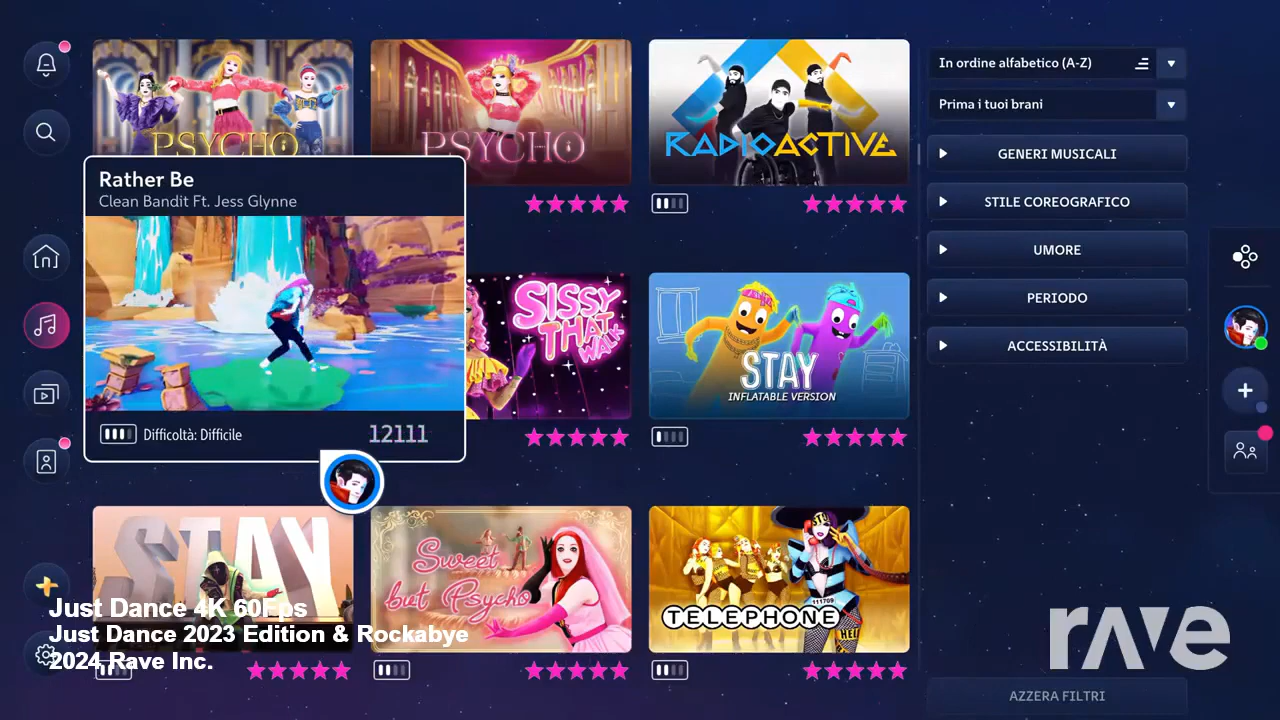 PSYCHO
PSYCHO
RADIOACTIVE
In ordine alfabetico (A-Z)
Prima i tuoi brani
GENERI MUSICALI
STILE COREOGRAFICO
UMORE
PERIODO
ACCESSIBILITÀ
Rather Be
Clean Bandit Ft. Jess Glynne
Difficoltà: Difficile
12111
SISSY
THAT
WALK
STAY
INFLATABLE VERSION
STAY
Sweet
but Psycho
TELEPHONE
111709
HEL
Just Dance 4K 60Fps
Just Dance 2023 Edition & Rockabye
2024 Rave Inc.
rave
AZZERA FILTRI